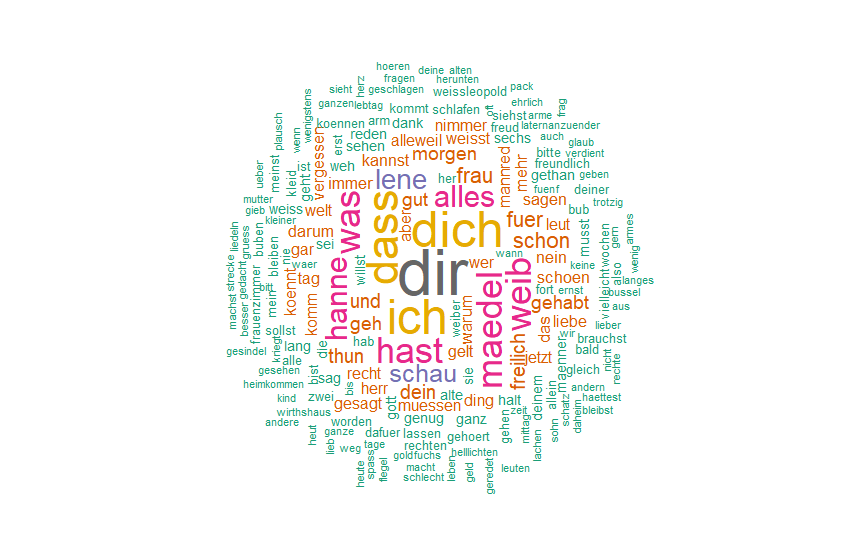 hoeren deine alten
fragen herunten
sieht geschlagen herz weissleopold oft pack
ganzen lebtag kommt schlafen siehst ehrlich
wenigstens koennen arm dank nimmer freud arme frag
plausch wenn erst reden alleweil weisst sechs laternanzuender
sehen auch glaub
meinst ist vergessen weh kannst morgen mannred mehr bitte verdient
ueber kleid geht immer lene her frau freundlich
gethan geben
mutter fuenf deiner
gieb weiss welt was gut alles sagen trotzig
kleiner aber bub
liedeln gruess buben darum sei dass dich fuer leut musst gern armes
gar schon wochen wenig
strecke gedacht bleiben nie willst wer wann nein also
frauenzimmer mein koennt tag dir schoen keine vielleicht
machst besser bitt waer hanne weib fort ernst langes
komm und ich weiber warum maedel gehabt bussel
sollst geh das liebe aus
lieber
gesindel kriegt lang die hab hast gelt freilich jetzt maenner wir brauchst
alle thun sie bald nicht
gesehen bist recht schau gleich rechte
heimkommen sag bis herr dein alte ding allein andern
kind zwei gott muessen halt deinem schatz haettest
wirthshaus gesagt daheim bleibst
andere worden genug ganz zeit
heut ganze dafuer lassen gehoert gehen mittag sohn
lieb weg tage rechten lachen
goldfuchs helllichten
heute spass flegel macht leben geld leuten
schlecht geredet